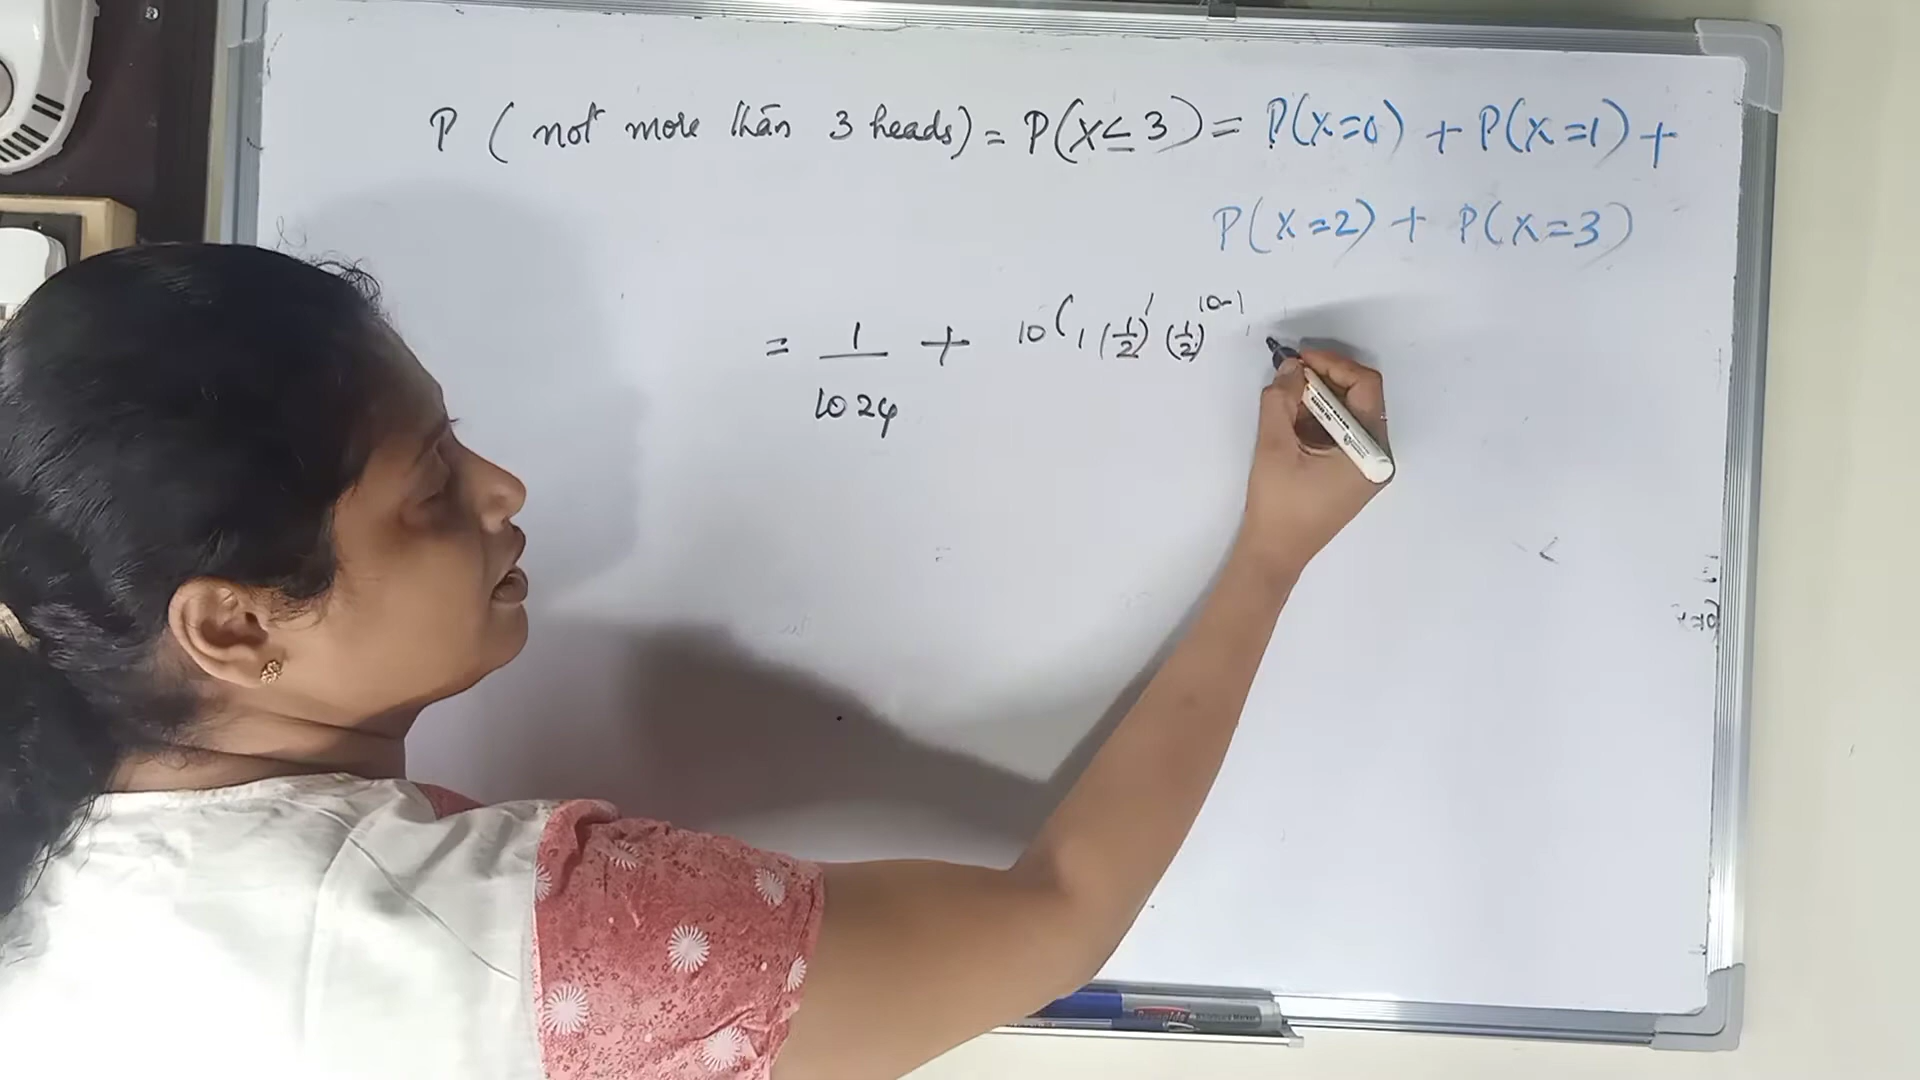 P ( not more than 3 heads) = P(X≤3) = P(X=0) + P(X=1) +
P(X=2) + P(X=3)
= 1/1024 + 10C1 (1/2)^1 (1/2)^10-1
<
x=0